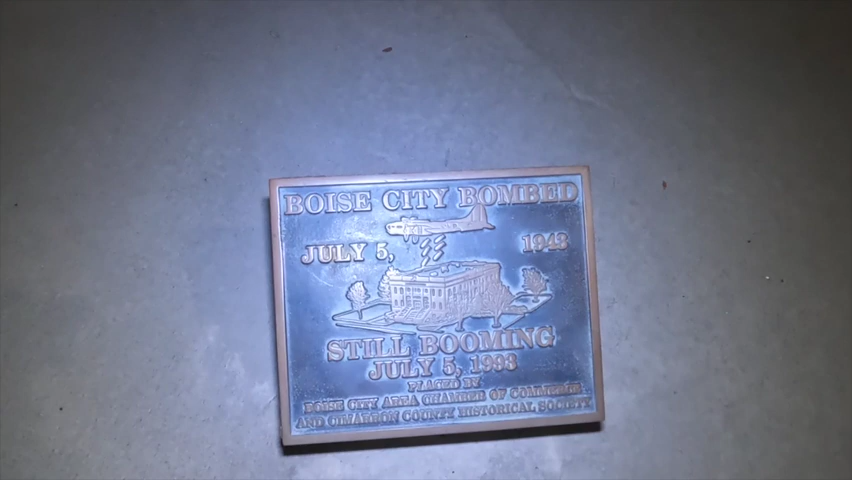 BOISE CITY BOMBED
JULY 5, 1943
STILL BOOMING
JULY 5, 1993
PLACED BY
BOISE CITY AREA CHAMBER OF COMMERCE
AND CIMARRON COUNTY HISTORICAL SOCIETY